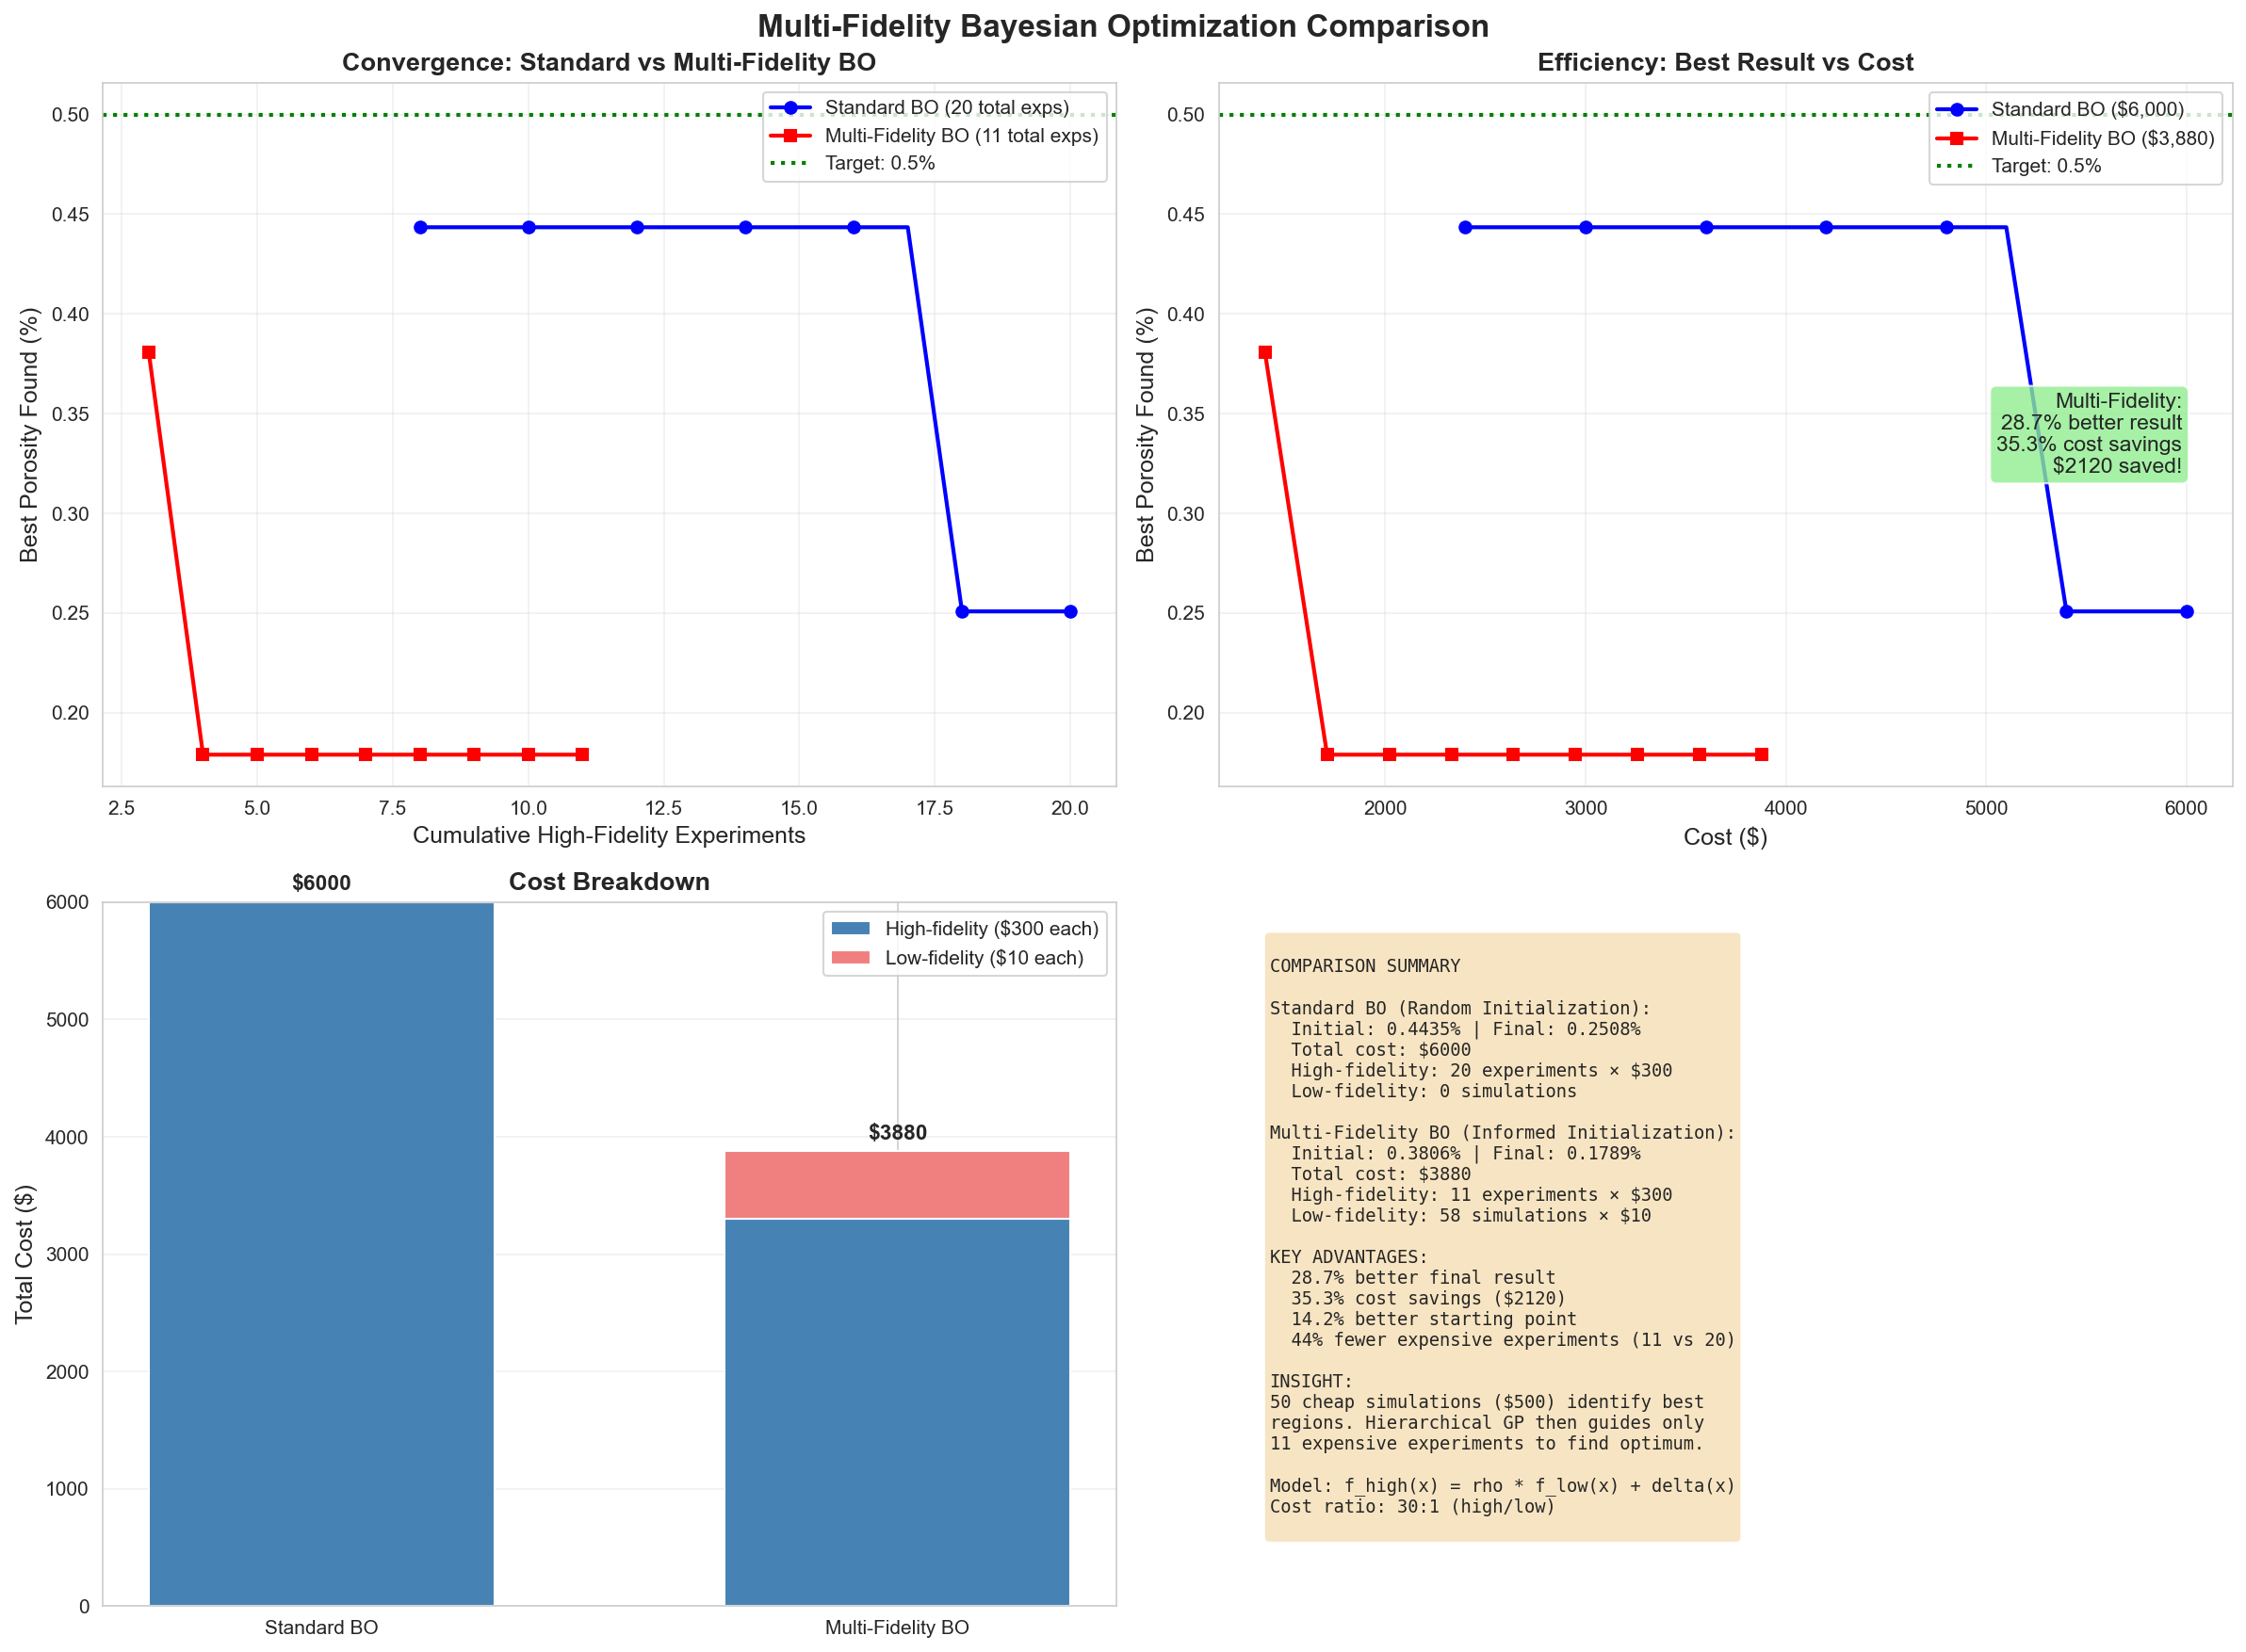 Multi-Fidelity Bayesian Optimization Comparison
Convergence: Standard vs Multi-Fidelity BO
Standard BO (20 total exps)
Multi-Fidelity BO (11 total exps)
Target: 0.5%
Best Porosity Found (%)
0.50
0.45
0.40
0.35
0.30
0.25
0.20
2.5 5.0 7.5 10.0 12.5 15.0 17.5 20.0
Cumulative High-Fidelity Experiments
Efficiency: Best Result vs Cost
Standard BO ($6,000)
Multi-Fidelity BO ($3,880)
Target: 0.5%
Best Porosity Found (%)
0.50
0.45
0.40
0.35
0.30
0.25
0.20
Multi-Fidelity:
28.7% better result
35.3% cost savings
$2120 saved!
2000 3000 4000 5000 6000
Cost ($)
Cost Breakdown
$6000
$3880
High-fidelity ($300 each)
Low-fidelity ($10 each)
Total Cost ($)
6000
5000
4000
3000
2000
1000
0
Standard BO Multi-Fidelity BO
COMPARISON SUMMARY
Standard BO (Random Initialization):
Initial: 0.4435% | Final: 0.2508%
Total cost: $6000
High-fidelity: 20 experiments × $300
Low-fidelity: 0 simulations
Multi-Fidelity BO (Informed Initialization):
Initial: 0.3806% | Final: 0.1789%
Total cost: $3880
High-fidelity: 11 experiments × $300
Low-fidelity: 58 simulations × $10
KEY ADVANTAGES:
28.7% better final result
35.3% cost savings ($2120)
14.2% better starting point
44% fewer expensive experiments (11 vs 20)
INSIGHT:
50 cheap simulations ($500) identify best
regions. Hierarchical GP then guides only
11 expensive experiments to find optimum.
Model: f_high(x) = rho * f_low(x) + delta(x)
Cost ratio: 30:1 (high/low)